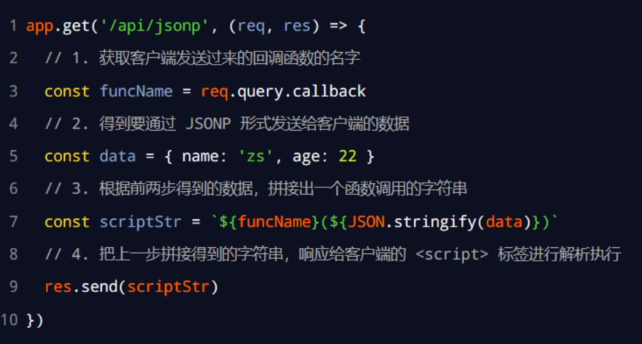 1 app.get('/api/jsonp', (req, res) => {
2 // 1. 获取客户端发送过来的回调函数的名字
3 const funcName = req.query.callback
4 // 2. 得到要通过 JSONP 形式发送给客户端的数据
5 const data = { name: 'zs', age: 22 }
6 // 3. 根据前两步得到的数据，拼接出一个函数调用的字符串
7 const scriptStr = `${funcName}(${JSON.stringify(data)})`
8 // 4. 把上一步拼接得到的字符串，响应给客户端的 <script> 标签进行解析执行
9 res.send(scriptStr)
10 })